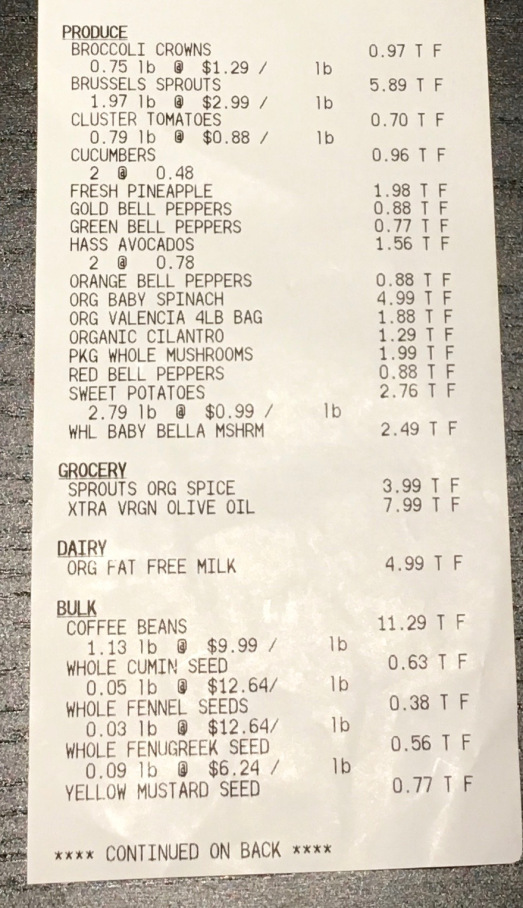 PRODUCE
BROCCOLI CROWNS 0.97 T F
0.75 lb @ $1.29 / lb
BRUSSELS SPROUTS 5.89 T F
1.97 lb @ $2.99 / lb
CLUSTER TOMATOES 0.70 T F
0.79 lb @ $0.88 / lb
CUCUMBERS 0.96 T F
2 @ 0.48
FRESH PINEAPPLE 1.98 T F
GOLD BELL PEPPERS 0.88 T F
GREEN BELL PEPPERS 0.77 T F
HASS AVOCADOS 1.56 T F
2 @ 0.78
ORANGE BELL PEPPERS 0.88 T F
ORG BABY SPINACH 4.99 T F
ORG VALENCIA 4LB BAG 1.88 T F
ORGANIC CILANTRO 1.29 T F
PKG WHOLE MUSHROOMS 1.99 T F
RED BELL PEPPERS 0.88 T F
SWEET POTATOES 2.76 T F
2.79 lb @ $0.99 / lb
WHL BABY BELLA MSHRM 2.49 T F
GROCERY
SPROUTS ORG SPICE 3.99 T F
XTRA VRGN OLIVE OIL 7.99 T F
DAIRY
ORG FAT FREE MILK 4.99 T F
BULK
COFFEE BEANS 11.29 T F
1.13 lb @ $9.99 / lb
WHOLE CUMIN SEED 0.63 T F
0.05 lb @ $12.64/ lb
WHOLE FENNEL SEEDS 0.38 T F
0.03 lb @ $12.64/ lb
WHOLE FENUGREEK SEED 0.56 T F
0.09 lb @ $6.24 / lb
YELLOW MUSTARD SEED 0.77 T F
**** CONTINUED ON BACK ****